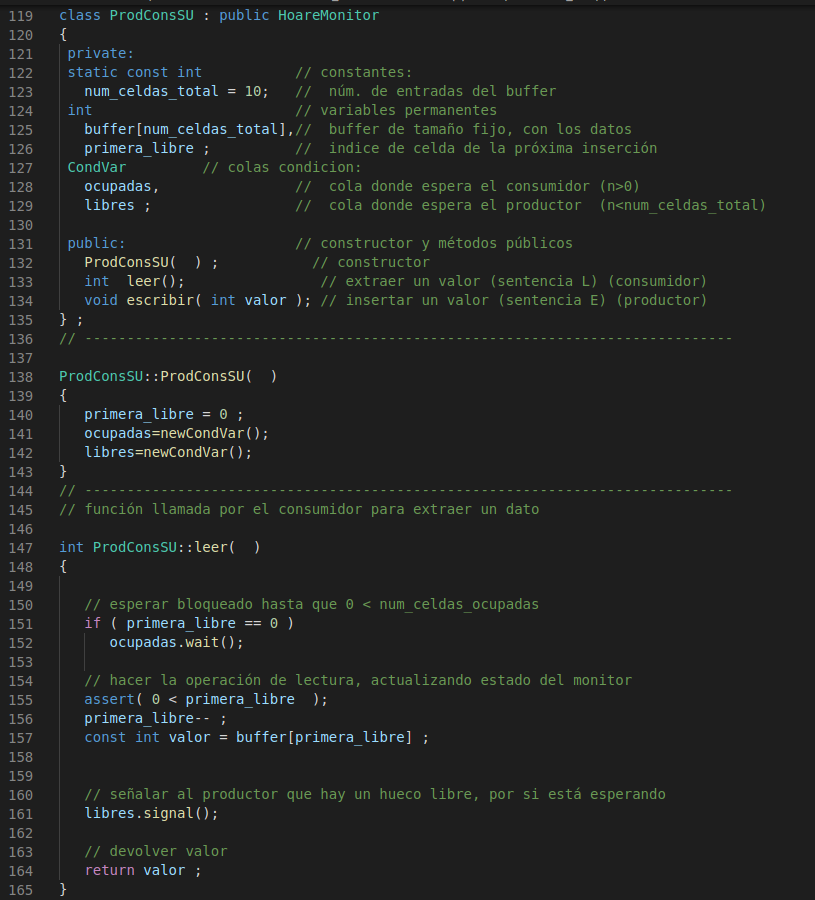 119 class ProdConsSU : public HoareMonitor
120 {
121 private:
122 static const int // constantes:
123 num_celdas_total = 10; // núm. de entradas del buffer
124 int // variables permanentes
125 buffer[num_celdas_total],// buffer de tamaño fijo, con los datos
126 primera_libre ; // indice de celda de la próxima inserción
127 CondVar // colas condicion:
128 ocupadas, // cola donde espera el consumidor (n>0)
129 libres ; // cola donde espera el productor (n<num_celdas_total)
130
131 public: // constructor y métodos públicos
132 ProdConsSU( ) ; // constructor
133 int leer(); // extraer un valor (sentencia L) (consumidor)
134 void escribir( int valor ); // insertar un valor (sentencia E) (productor)
135 } ;
136 // -----------------------------------------------------------------------------
137
138 ProdConsSU::ProdConsSU( )
139 {
140 primera_libre = 0 ;
141 ocupadas=newCondVar();
142 libres=newCondVar();
143 }
144 // -----------------------------------------------------------------------------
145 // función llamada por el consumidor para extraer un dato
146
147 int ProdConsSU::leer( )
148 {
149
150 // esperar bloqueado hasta que 0 < num_celdas_ocupadas
151 if ( primera_libre == 0 )
152 ocupadas.wait();
153
154 // hacer la operación de lectura, actualizando estado del monitor
155 assert( 0 < primera_libre );
156 primera_libre-- ;
157 const int valor = buffer[primera_libre] ;
158
159
160 // señalar al productor que hay un hueco libre, por si está esperando
161 libres.signal();
162
163 // devolver valor
164 return valor ;
165 }